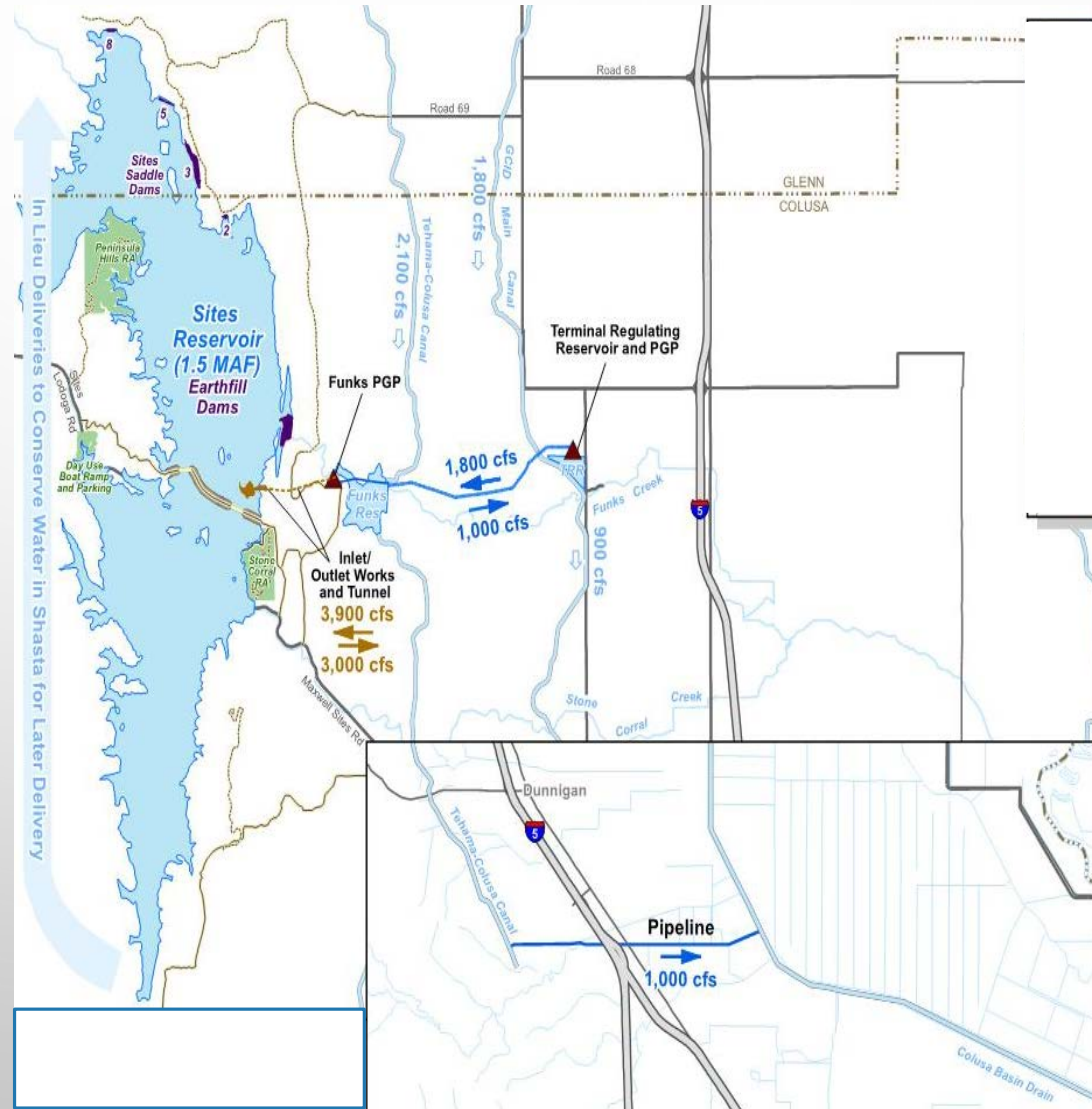 8
Road 68
5
Road 69
Sites
Saddle
Dams
3
1,800 cfs
GCID Main Canal
GLENN
COLUSA
2
Tehama-Colusa Canal
2,100 cfs
Peninsula
Hills RA
In Lieu Deliveries to Conserve Water in Shasta for Later Delivery
Sites
Reservoir
(1.5 MAF)
Earthfill
Dams
Terminal Regulating
Reservoir and PGP
Funks PGP
Sites
Lodoga Rd
Day Use
Boat Ramp
and Parking
1,800 cfs
1,000 cfs
TRR
Funks
Res
Funks Creek
5
900 cfs
Stone
Corral
RA
Inlet/
Outlet Works
and Tunnel
3,900 cfs
3,000 cfs
Maxwell Sites Rd
Stone
Corral
Creek
Dunnigan
5
Tehama-Colusa Canal
Pipeline
1,000 cfs
Colusa Basin Drain